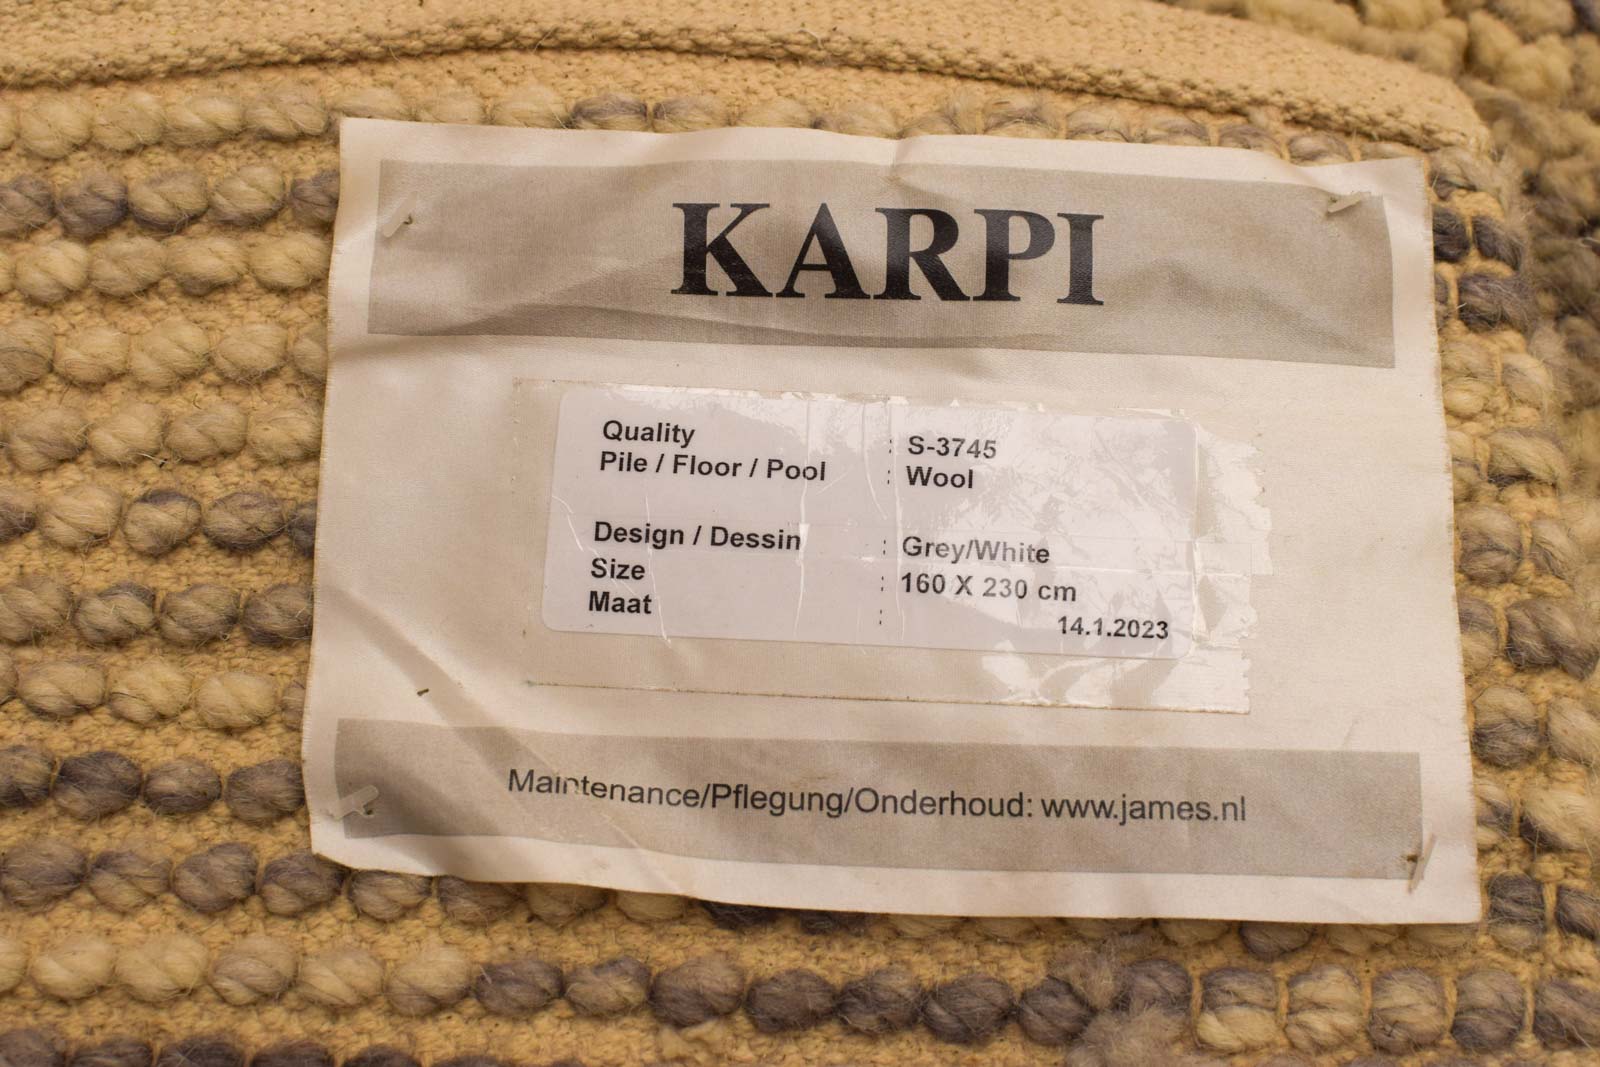 KARPI
Quality : S-3745
Pile / Floor / Pool : Wool
Design / Dessin : Grey/White
Size : 160 X 230 cm
Maat :
14.1.2023
Maintenance/Pflegung/Onderhoud: www.james.nl